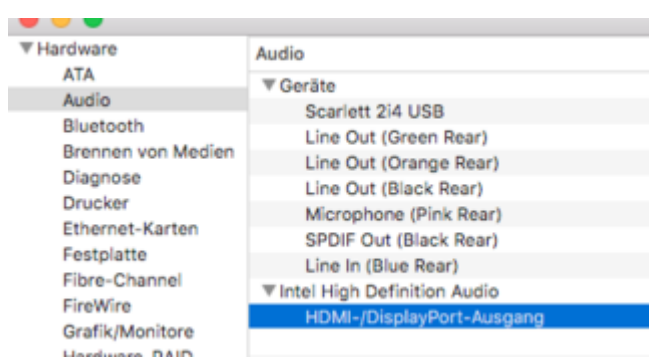 Hardware
ATA
Audio
Bluetooth
Brennen von Medien
Diagnose
Drucker
Ethernet-Karten
Festplatte
Fibre-Channel
FireWire
Grafik/Monitore
Hardware-RAID
Audio
Geräte
Scarlett 2i4 USB
Line Out (Green Rear)
Line Out (Orange Rear)
Line Out (Black Rear)
Microphone (Pink Rear)
SPDIF Out (Black Rear)
Line In (Blue Rear)
Intel High Definition Audio
HDMI-/DisplayPort-Ausgang